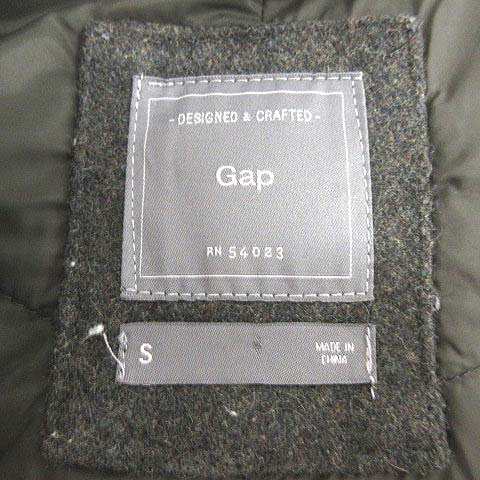 - DESIGNED & CRAFTED -
Gap
RN 54023
S
MADE IN
CHINA